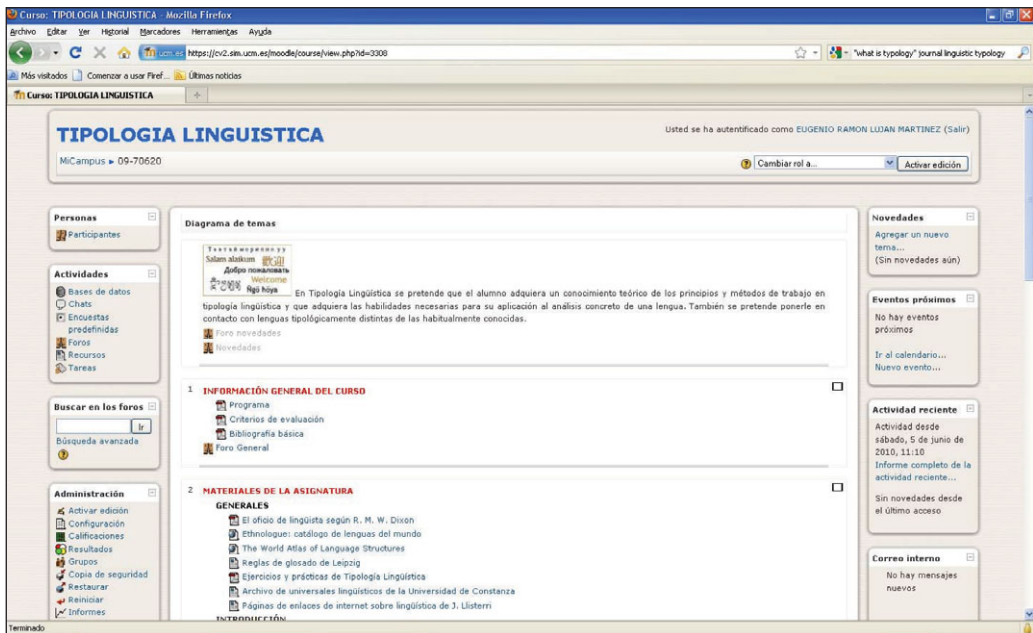 Curso: TIPOLOGIA LINGUISTICA - Mozilla Firefox
Archivo Editar Ver Historial Marcadores Herramientas Ayuda
ucm.es https://cv2.sim.ucm.es/moodle/course/view.php?id=3308
"what is typology" journal linguistic typology
Más visitados Comenzar a usar Firef... Últimas noticias
Curso: TIPOLOGIA LINGUISTICA
TIPOLOGIA LINGUISTICA
Usted se ha autentificado como EUGENIO RAMON LUJAN MARTINEZ (Salir)
MiCampus ► 09-70620
Cambiar rol a...
Activar edición
Personas
Participantes
Actividades
Bases de datos
Chats
Encuestas
predefinidas
Foros
Recursos
Tareas
Buscar en los foros
Ir
Búsqueda avanzada
Administración
Activar edición
Configuración
Calificaciones
Resultados
Grupos
Copia de seguridad
Restaurar
Reiniciar
Informes
Diagrama de temas
Salam alaikum 歡迎
Добро пожаловать
Welcome
En Tipología Lingüística se pretende que el alumno adquiera un conocimiento teórico de los principios y métodos de trabajo en
tipología lingüística y que adquiera las habilidades necesarias para su aplicación al análisis concreto de una lengua. También se pretende ponerle en
contacto con lenguas tipológicamente distintas de las habitualmente conocidas.
Foro novedades
Novedades
1 INFORMACIÓN GENERAL DEL CURSO
Programa
Criterios de evaluación
Bibliografía básica
Foro General
2 MATERIALES DE LA ASIGNATURA
GENERALES
El oficio de lingüista según R. M. W. Dixon
Ethnologue: catálogo de lenguas del mundo
The World Atlas of Language Structures
Reglas de glosado de Leipzig
Ejercicios y prácticas de Tipología Lingüística
Archivo de universales lingüísticos de la Universidad de Constanza
Páginas de enlaces de internet sobre lingüística de J. Llisterri
INTRODUCCIÓN
Novedades
Agregar un nuevo
tema...
(Sin novedades aún)
Eventos próximos
No hay eventos
próximos
Ir al calendario...
Nuevo evento...
Actividad reciente
Actividad desde
sábado, 5 de junio de
2010, 11:10
Informe completo de la
actividad reciente...
Sin novedades desde
el último acceso
Correo interno
No hay mensajes
nuevos
Terminado